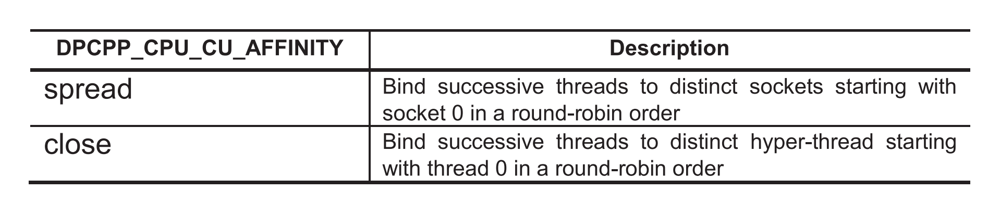 DPCPP_CPU_CU_AFFINITY Description
spread Bind successive threads to distinct sockets starting with
socket 0 in a round-robin order
close Bind successive threads to distinct hyper-thread starting
with thread 0 in a round-robin order